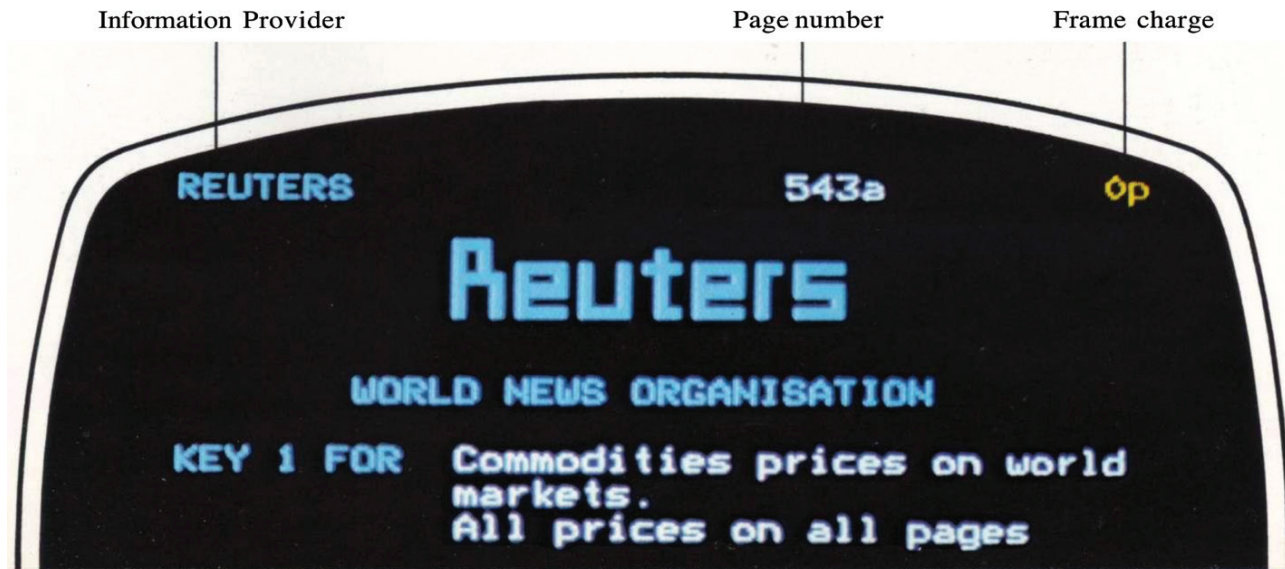 Information Provider Page number Frame charge
REUTERS 543a 0p
Reuters
WORLD NEWS ORGANISATION
KEY 1 FOR Commodities prices on world
markets.
All prices on all pages